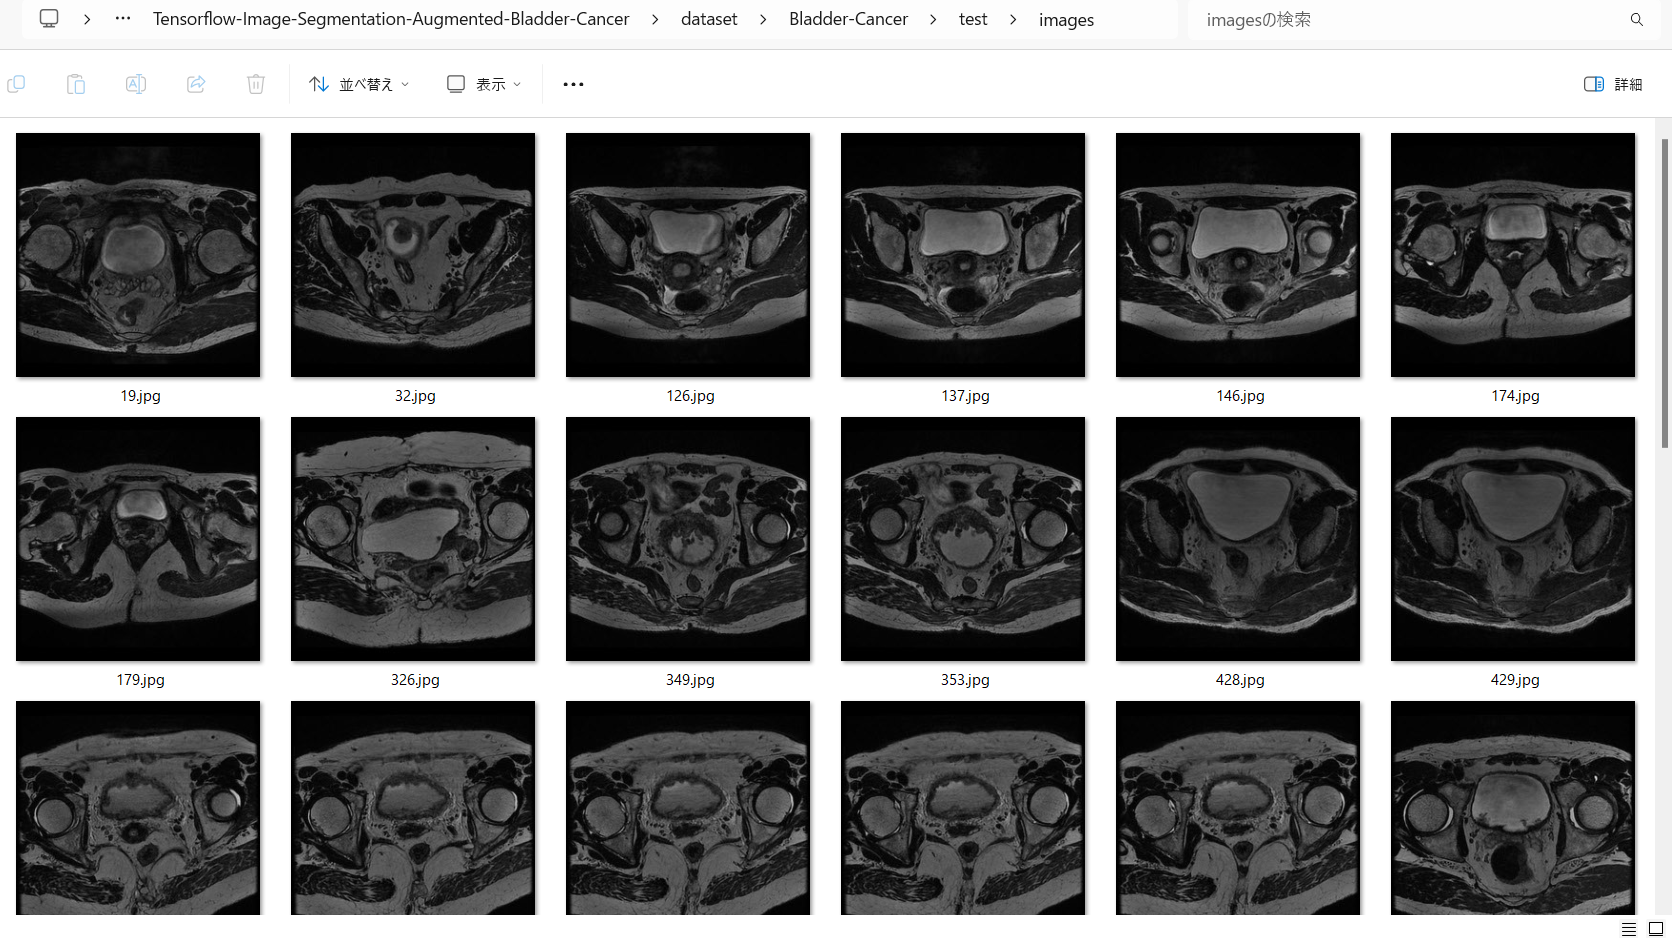 Tensorflow-Image-Segmentation-Augmented-Bladder-Cancer > dataset > Bladder-Cancer > test > images
imagesの検索
並べ替え
表示
詳細
19.jpg
32.jpg
126.jpg
137.jpg
146.jpg
174.jpg
179.jpg
326.jpg
349.jpg
353.jpg
428.jpg
429.jpg